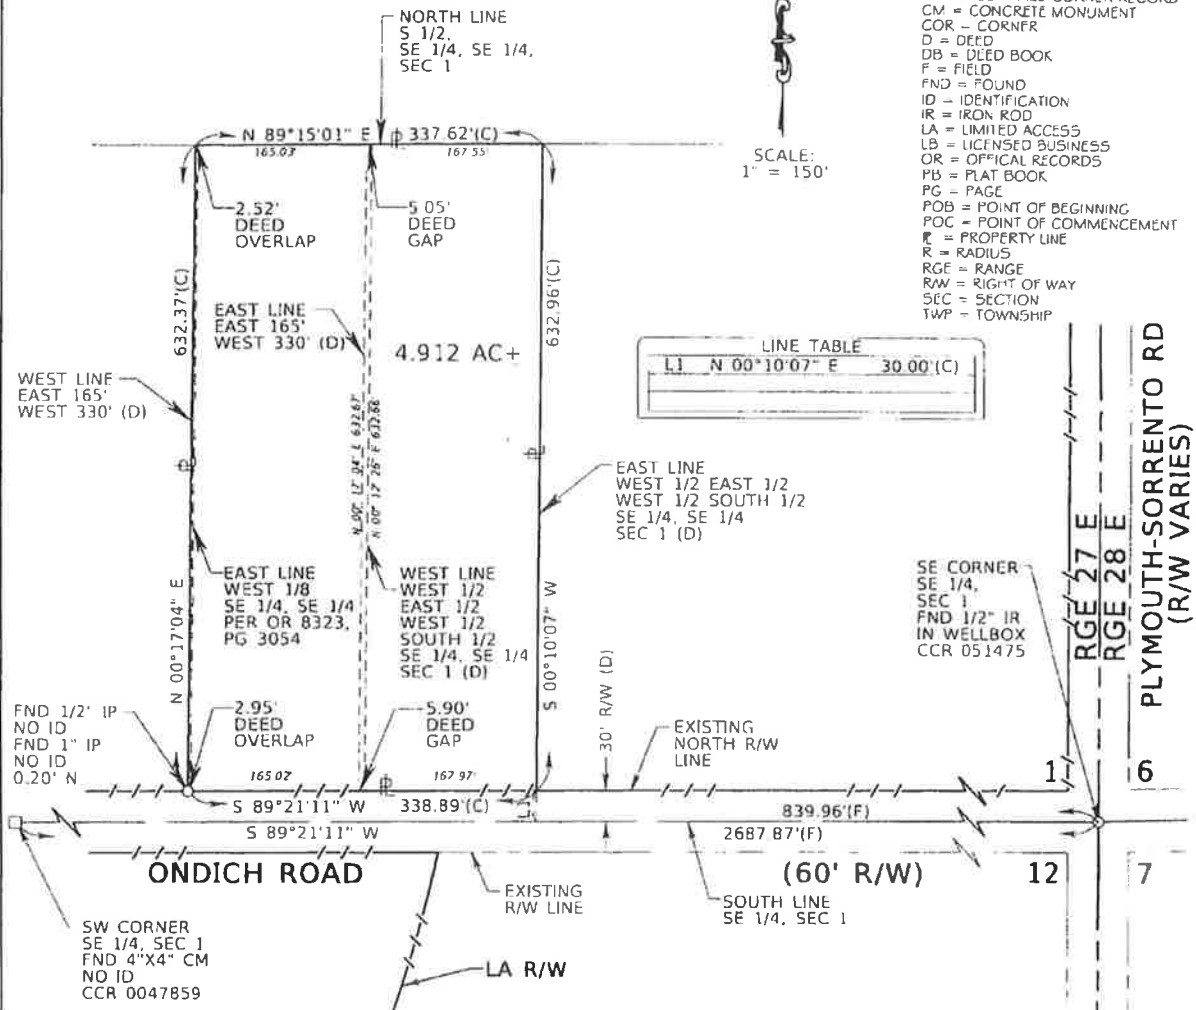 NORTH LINE
S 1/2,
SE 1/4, SE 1/4,
SEC 1
N 89°15'01" E
337.62'(C)
165.03'
167.55'
2.52'
DEED
OVERLAP
5.05'
DEED
GAP
632.37'(C)
632.96'(C)
EAST LINE
EAST 165'
WEST 330' (D)
4.912 AC±
WEST LINE
EAST 165'
WEST 330' (D)
EAST LINE
WEST 1/2 EAST 1/2
WEST 1/2 SOUTH 1/2
SE 1/4, SE 1/4
SEC 1 (D)
EAST LINE
WEST 1/8
SE 1/4, SE 1/4
PER OR 8323,
PG 3054
WEST LINE
WEST 1/2
EAST 1/2
WEST 1/2
SOUTH 1/2
SE 1/4, SE 1/4
SEC 1 (D)
N 00°17'04" E
S 00°10'07" W
2.95'
DEED
OVERLAP
5.90'
DEED
GAP
FND 1/2' IP
NO ID
FND 1" IP
NO ID
0.20' N
165.02'
167.97'
S 89°21'11" W
338.89'(C)
L1
S 89°21'11" W
30' R/W (D)
EXISTING
NORTH R/W
LINE
839.96'(F)
2687.87'(F)
ONDICH ROAD
(60' R/W)
EXISTING
R/W LINE
SOUTH LINE
SE 1/4, SEC 1
SW CORNER
SE 1/4, SEC 1
FND 4"X4" CM
NO ID
CCR 0047859
LA R/W
SCALE:
1" = 150'
CM = CONCRETE MONUMENT
COR = CORNER
D = DEED
DB = DEED BOOK
F = FIELD
FND = FOUND
ID = IDENTIFICATION
IR = IRON ROD
LA = LIMITED ACCESS
LB = LICENSED BUSINESS
OR = OFFICAL RECORDS
PB = PLAT BOOK
PG = PAGE
POB = POINT OF BEGINNING
POC = POINT OF COMMENCEMENT
℄ = PROPERTY LINE
R = RADIUS
RGE = RANGE
R/W = RIGHT OF WAY
SEC = SECTION
TWP = TOWNSHIP
LINE TABLE
L1 N 00°10'07" E 30.00'(C)
SE CORNER
SE 1/4,
SEC 1
FND 1/2" IR
IN WELLBOX
CCR 051475
RGE 27 E
RGE 28 E
PLYMOUTH-SORRENTO RD
(R/W VARIES)
1
6
12
7